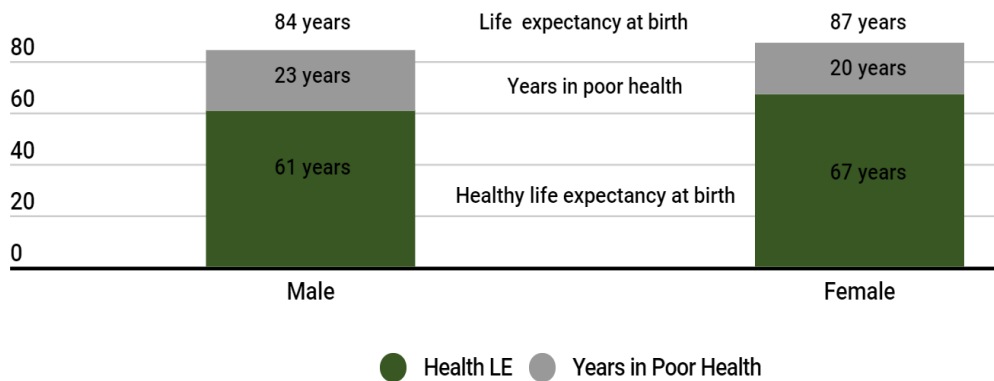 84 years Life expectancy at birth 87 years
80
23 years Years in poor health 20 years
60
40
61 years 67 years
20 Healthy life expectancy at birth
0
Male Female
Health LE Years in Poor Health